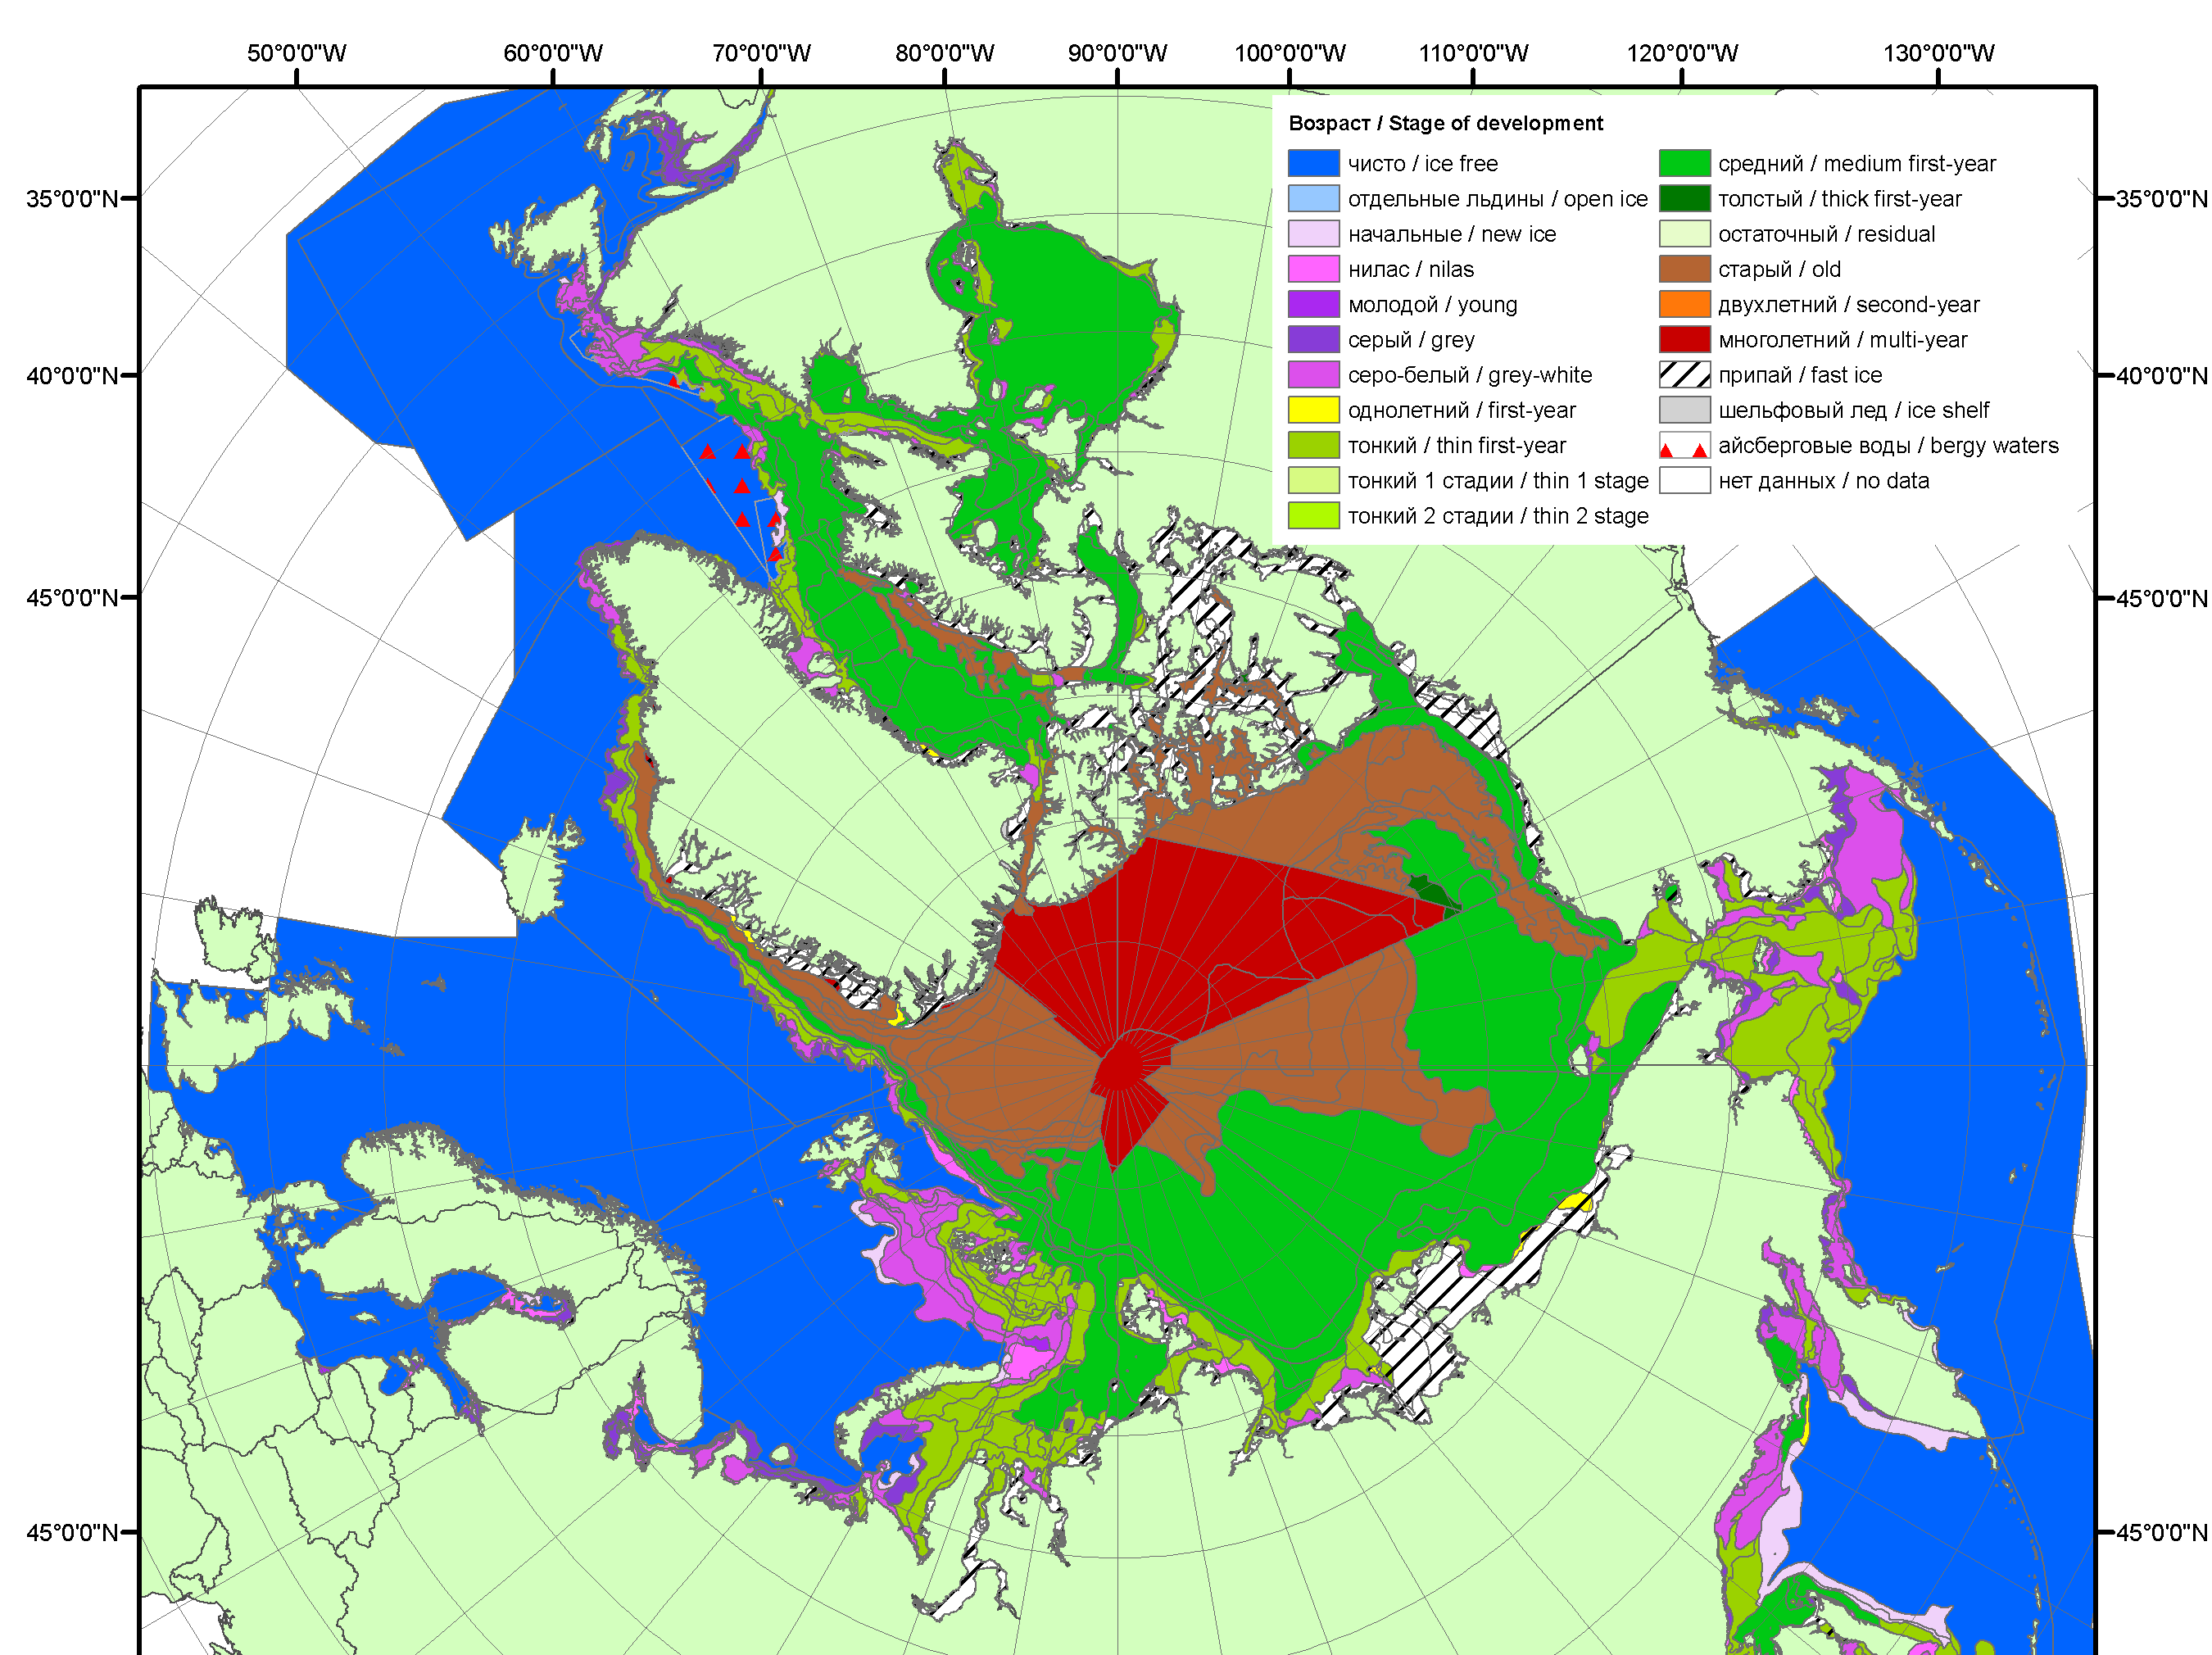 50°0'0"W 60°0'0"W 70°0'0"W 80°0'0"W 90°0'0"W 100°0'0"W 110°0'0"W 120°0'0"W 130°0'0"W
35°0'0"N
40°0'0"N
45°0'0"N
45°0'0"N
Возраст / Stage of development
чисто / ice free
отдельные льдины / open ice
начальные / new ice
нилас / nilas
молодой / young
серый / grey
серо-белый / grey-white
однолетний / first-year
тонкий / thin first-year
тонкий 1 стадии / thin 1 stage
тонкий 2 стадии / thin 2 stage
средний / medium first-year
толстый / thick first-year
остаточный / residual
старый / old
двухлетний / second-year
многолетний / multi-year
припай / fast ice
шельфовый лед / ice shelf
айсберговые воды / bergy waters
нет данных / no data
35°0'0"N
40°0'0"N
45°0'0"N
45°0'0"N